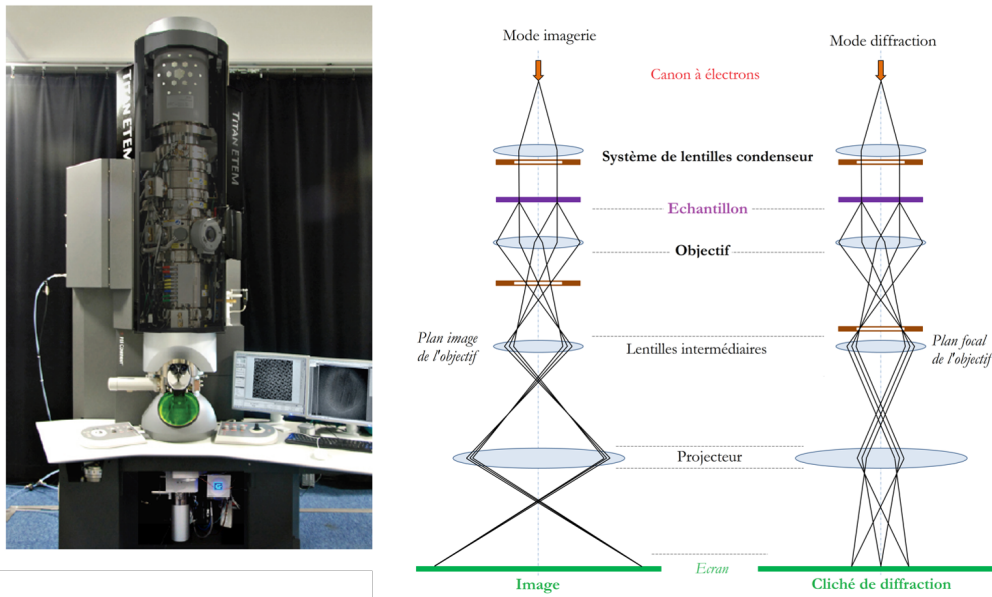 TITAN ETEM
TITAN ETEM
Mode imagerie
Mode diffraction
Canon à électrons
Système de lentilles condenseur
Echantillon
Objectif
Plan image
de l'objectif
Lentilles intermédiaires
Plan focal
de l'objectif
Projecteur
Ecran
Image
Cliché de diffraction